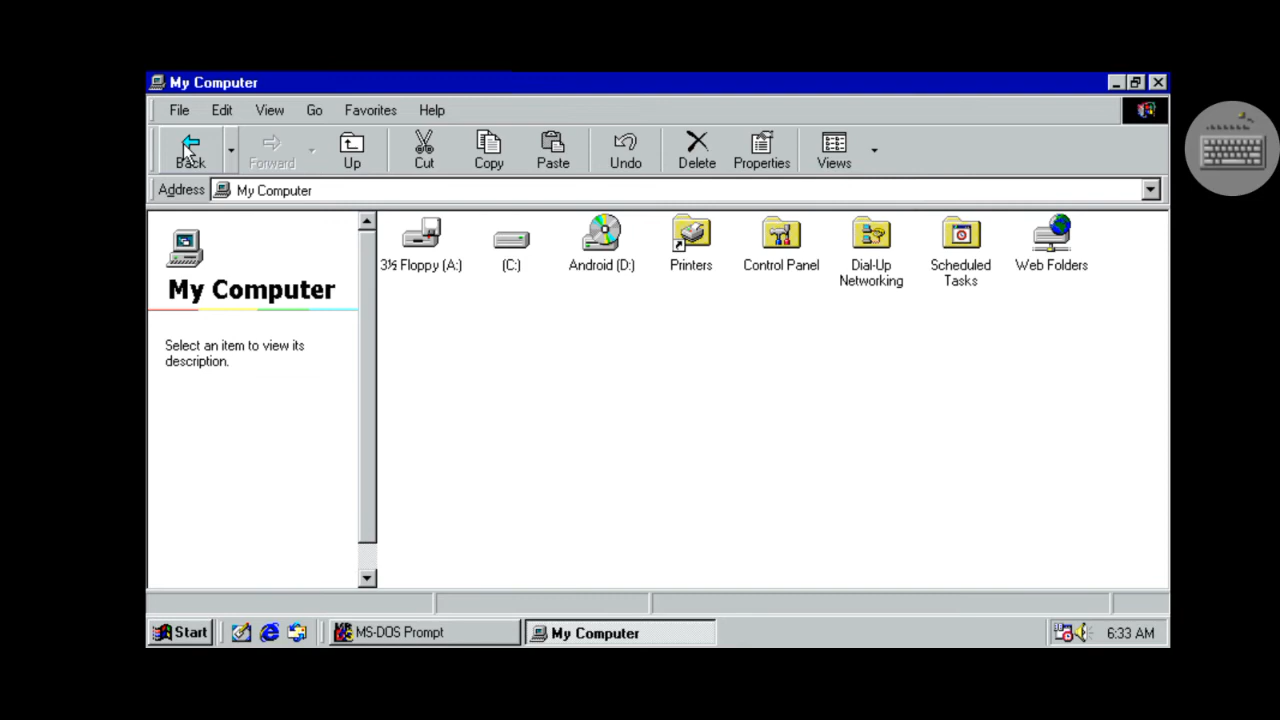 My Computer
File Edit View Go Favorites Help
Back Forward Up Cut Copy Paste Undo Delete Properties Views
Address My Computer
3½ Floppy (A:) (C:) Android (D:) Printers Control Panel Dial-Up Networking Scheduled Tasks Web Folders
My Computer
Select an item to view its
description.
Start MS-DOS Prompt My Computer 6:33 AM